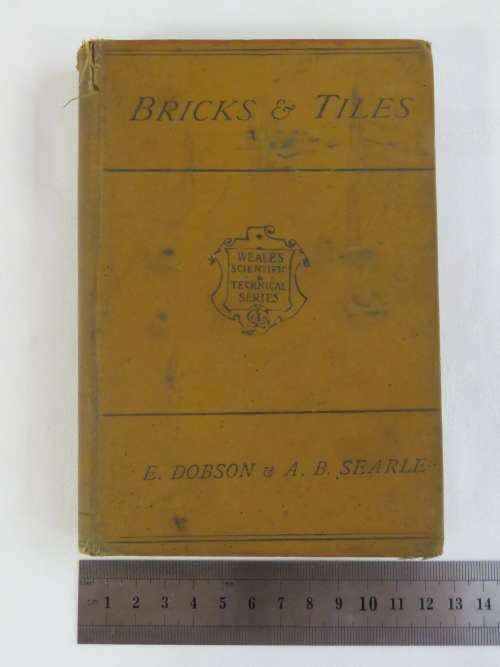 BRICKS & TILES
WEALE'S
SCIENTIFIC
&
TECHNICAL
SERIES
E. DOBSON & A. B. SEARLE
1 2 3 4 5 6 7 8 9 10 11 12 13 14